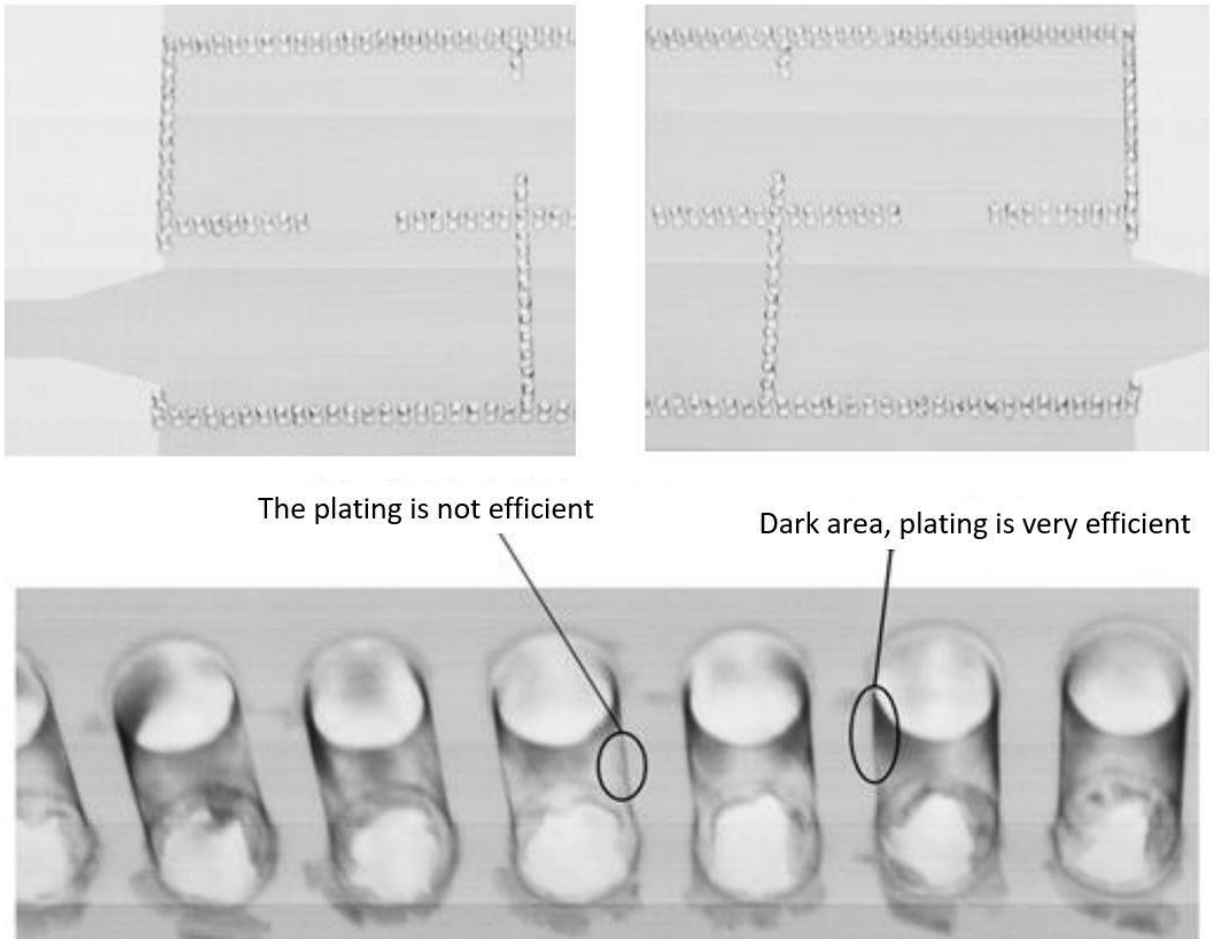 The plating is not efficient
Dark area, plating is very efficient